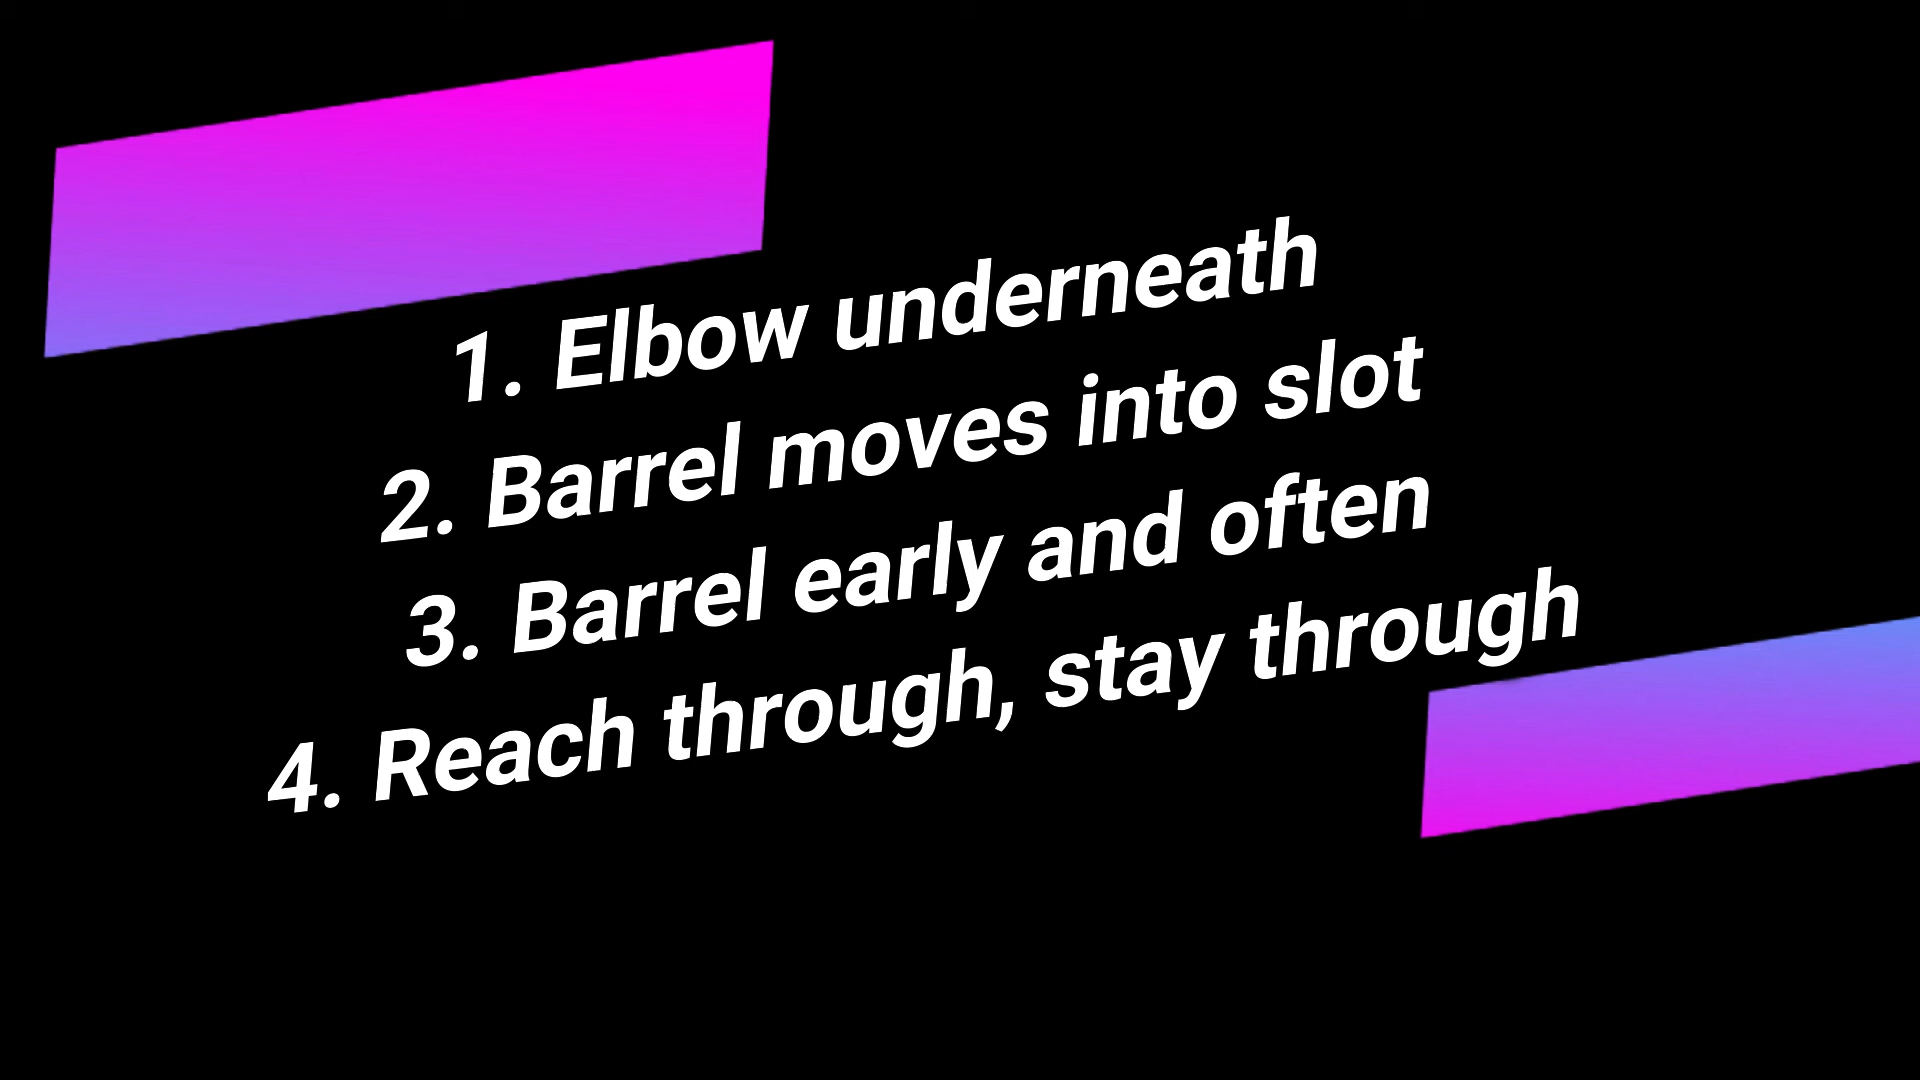 1. Elbow underneath
2. Barrel moves into slot
3. Barrel early and often
4. Reach through, stay through